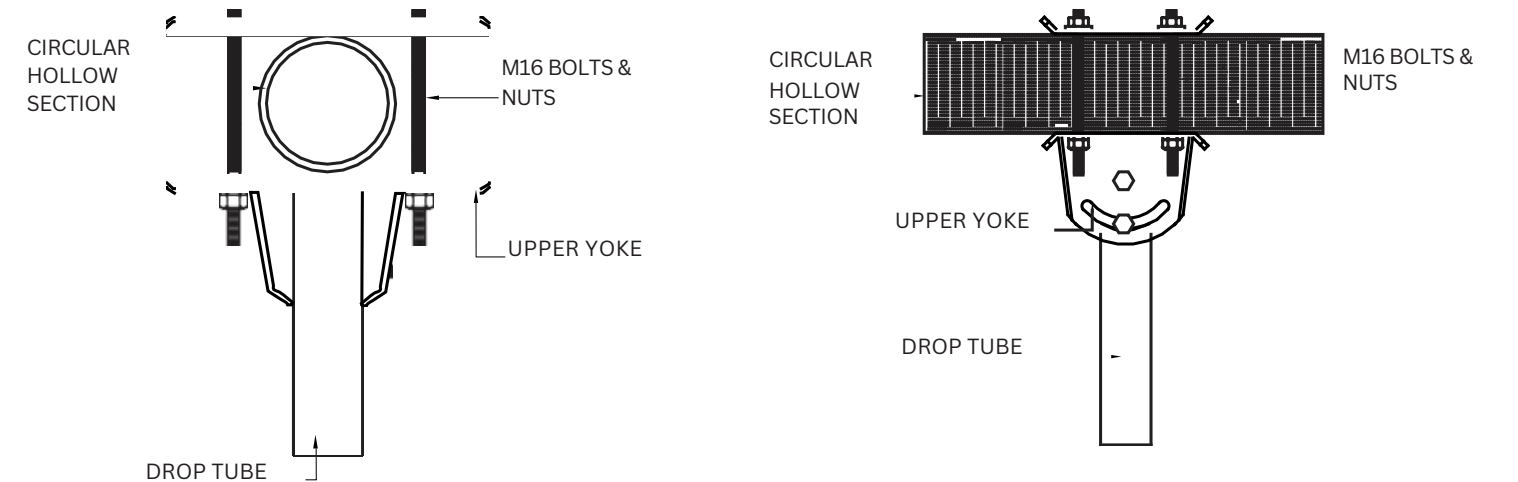 CIRCULAR
HOLLOW
SECTION
M16 BOLTS &
NUTS
UPPER YOKE
DROP TUBE
CIRCULAR
HOLLOW
SECTION
M16 BOLTS &
NUTS
UPPER YOKE
DROP TUBE